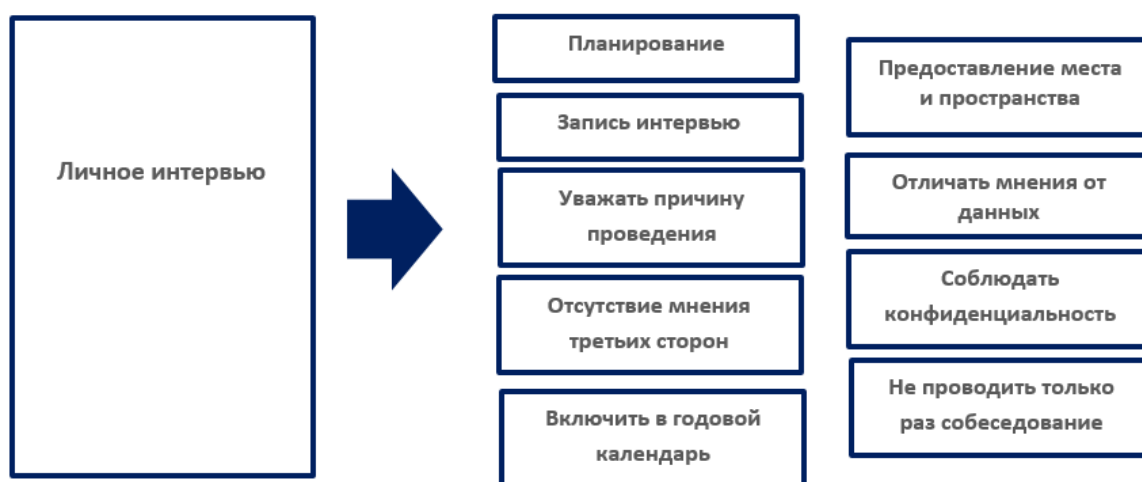 Личное интервью
Планирование
Запись интервью
Уважать причину
проведения
Отсутствие мнения
третьих сторон
Включить в годовой
календарь
Предоставление места
и пространства
Отличать мнения от
данных
Соблюдать
конфиденциальность
Не проводить только
раз собеседование